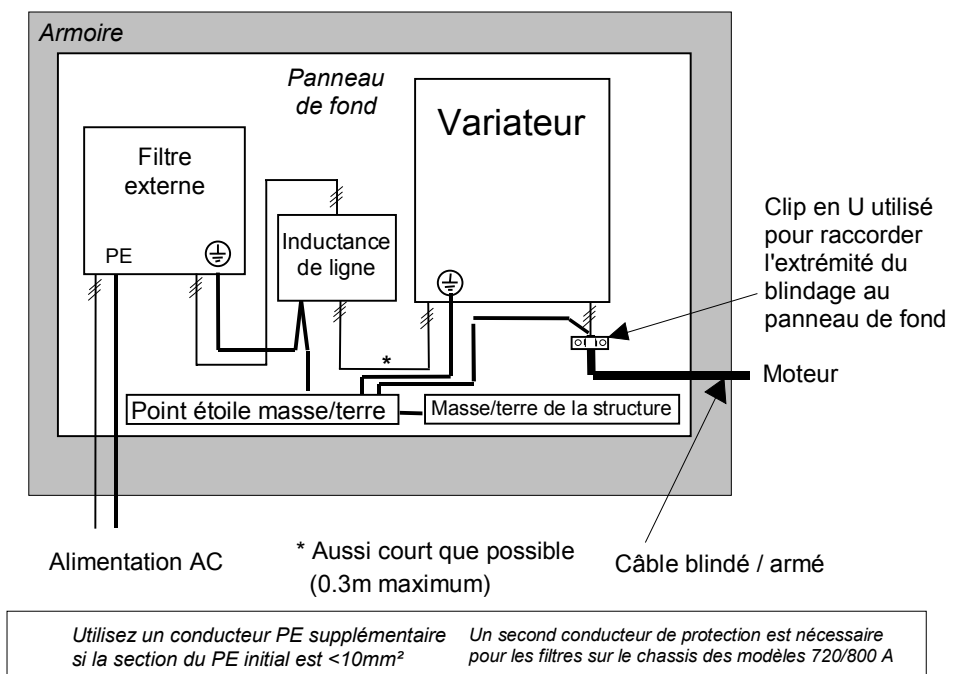 Armoire
Panneau
de fond
Variateur
Filtre
externe
PE
Inductance
de ligne
*
Point étoile masse/terre
Masse/terre de la structure
Clip en U utilisé
pour raccorder
l'extrémité du
blindage au
panneau de fond
Moteur
Alimentation AC
* Aussi court que possible
(0.3m maximum)
Câble blindé / armé
Utilisez un conducteur PE supplémentaire
si la section du PE initial est <10mm²
Un second conducteur de protection est nécessaire
pour les filtres sur le chassis des modèles 720/800 A